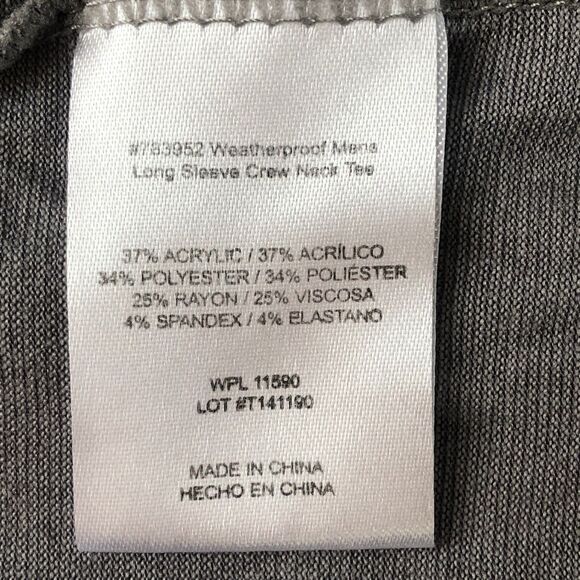 #783952 Weatherproof Mens
Long Sleeve Crew Neck Tee
37% ACRYLIC / 37% ACRÍLICO
34% POLYESTER / 34% POLIÉSTER
25% RAYON / 25% VISCOSA
4% SPANDEX / 4% ELASTANO
WPL 11590
LOT #T141190
MADE IN CHINA
HECHO EN CHINA